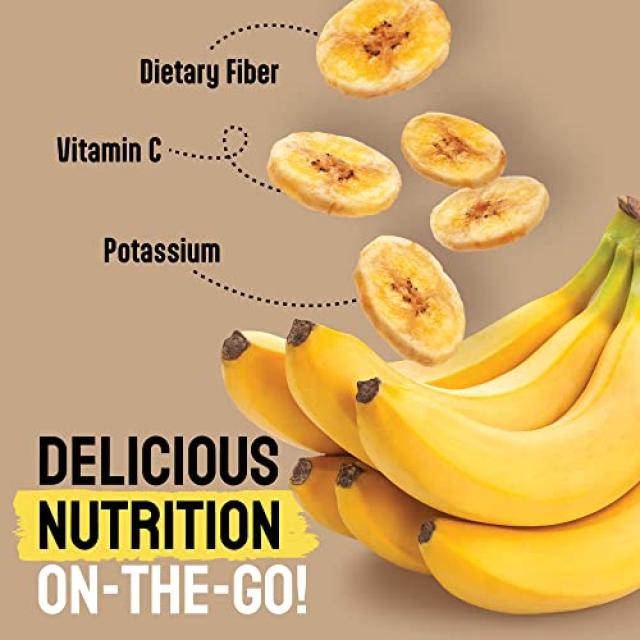 Dietary Fiber
Vitamin C
Potassium
DELICIOUS
NUTRITION
ON-THE-GO!